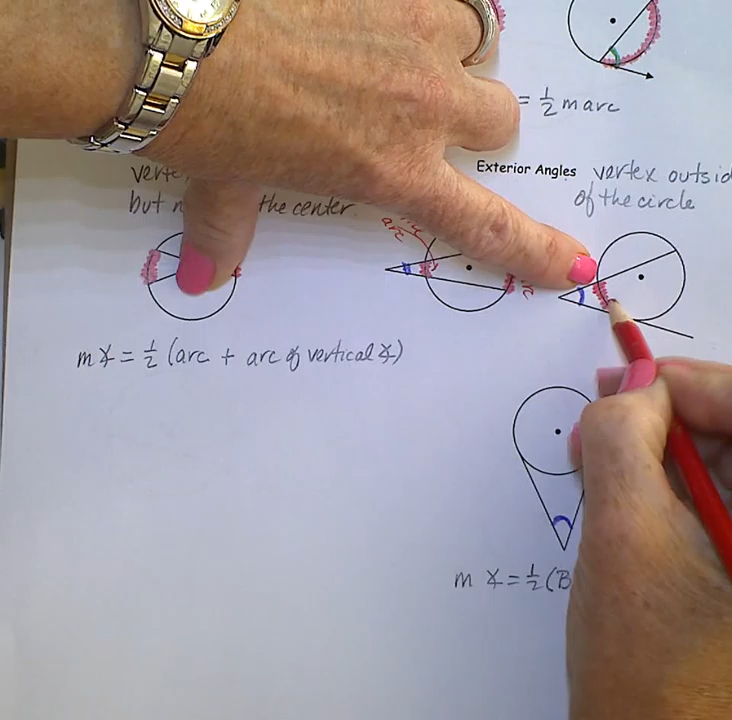 = 1/2 m arc
Exterior Angles vertex outsid
of the circle
but the center
arc
m∡ = 1/2 (arc + arc of vertical ∡)
m ∡ = 1/2 (B